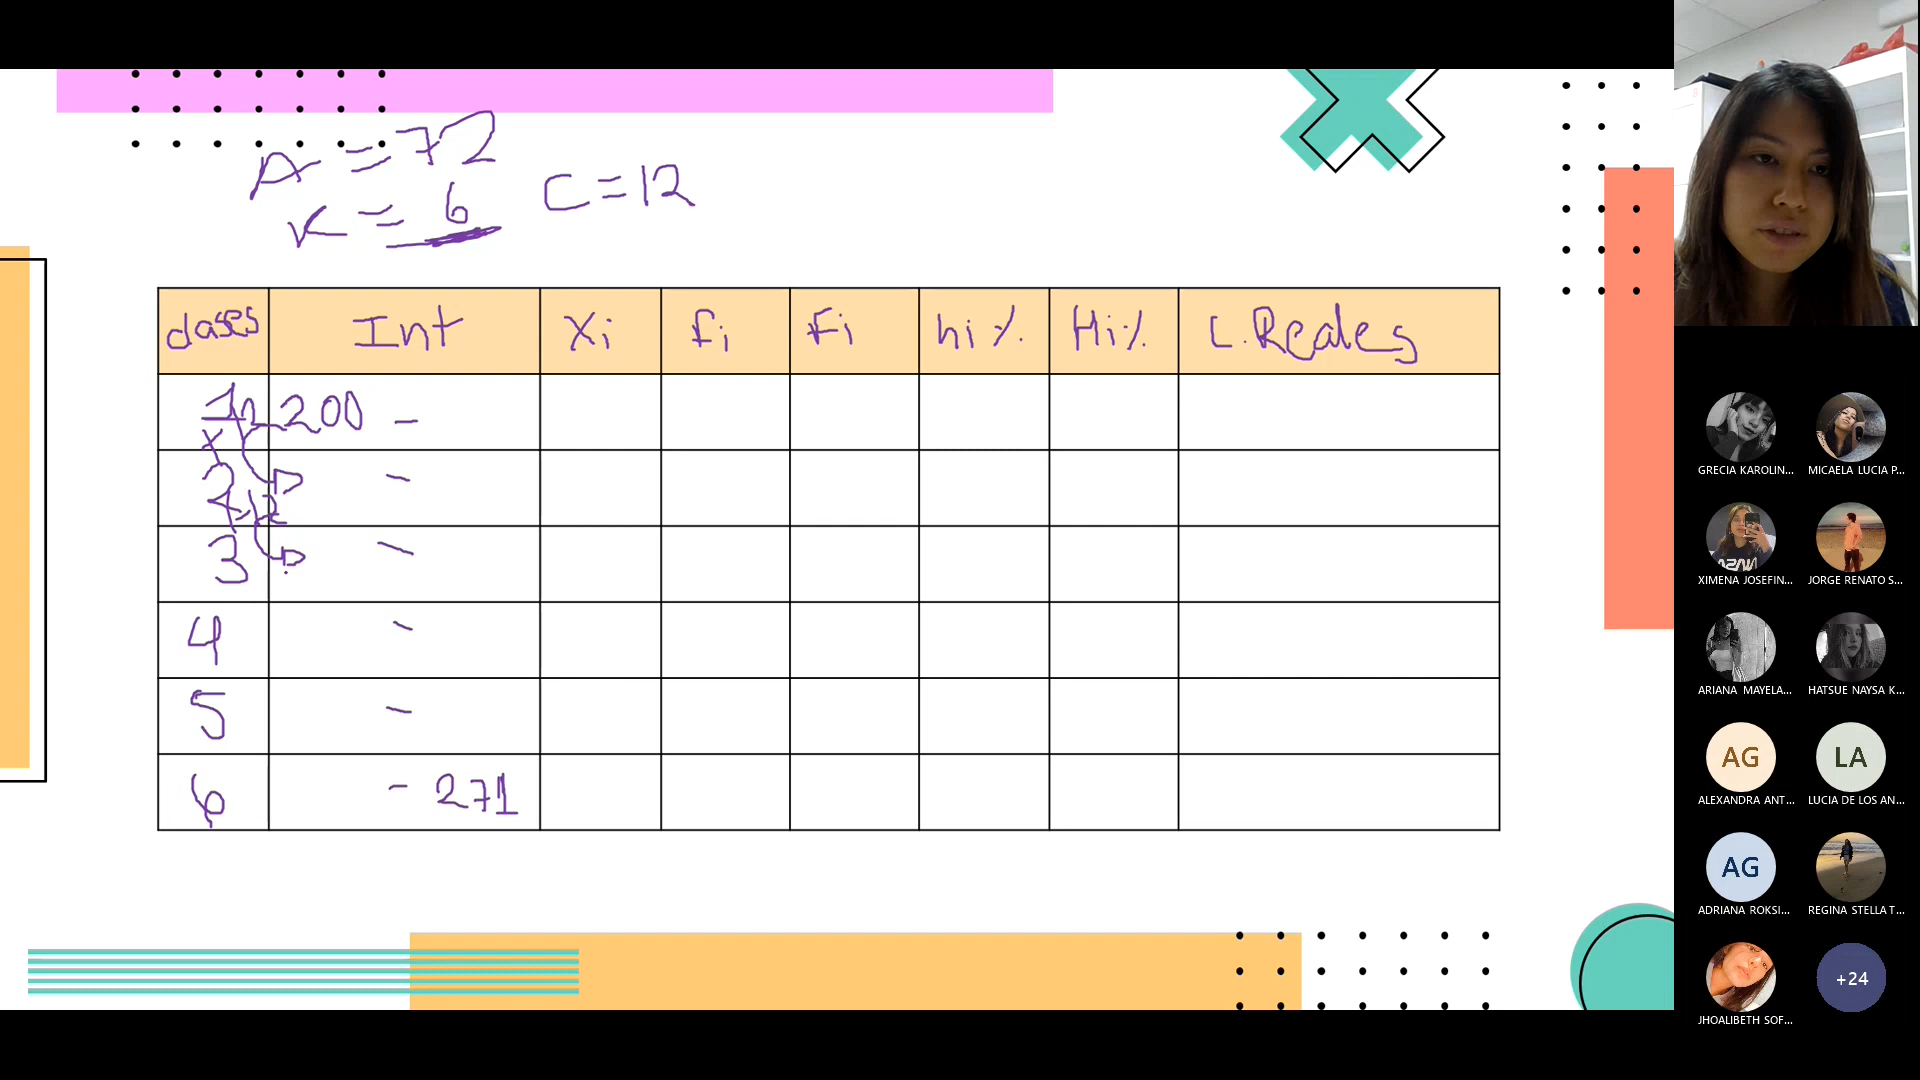 A = 72
K = 6 C = 12
clases Int Xi fi Fi hi% Hi% L.Reales
1 200 -
2 -
+12
3 -
4 -
5 -
6 - 271
GRECIA KAROLIN...
MICAELA LUCIA P...
XIMENA JOSEFIN...
JORGE RENATO S...
ARIANA MAYELA...
HATSUE NAYSA K...
AG
LA
ALEXANDRA ANT...
LUCIA DE LOS AN...
AG
ADRIANA ROKSI...
REGINA STELLA T...
+24
JHOALIBETH SOF...